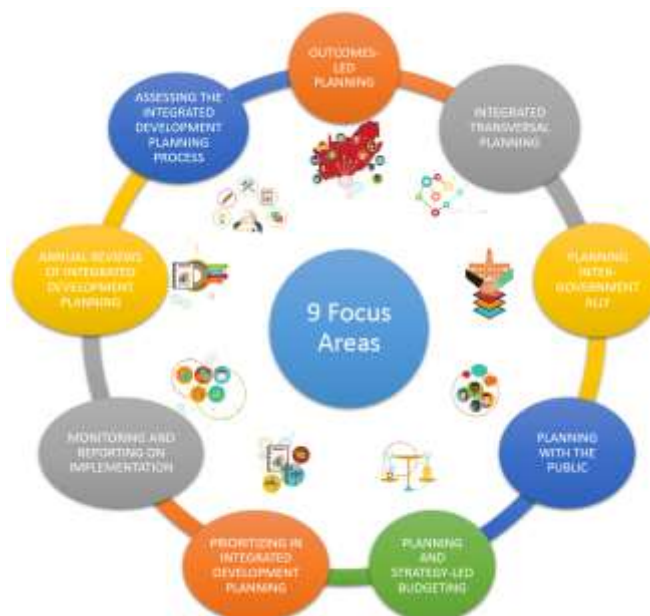 OUTCOMES-
LED
PLANNING
INTEGRATED
TRANSVERSAL
PLANNING
PLANNING
INTER-
GOVERNMENT
ALLY
PLANNING
WITH THE
PUBLIC
PLANNING
AND
STRATEGY-LED
BUDGETING
PRIORITIZING IN
INTEGRATED
DEVELOPMENT
PLANNING
MONITORING AND
REPORTING ON
IMPLEMENTATION
ANNUAL REVIEWS
OF INTEGRATED
DEVELOPMENT
PLANNING
ASSESSING THE
INTEGRATED
DEVELOPMENT
PLANNING
PROCESS
9 Focus
Areas